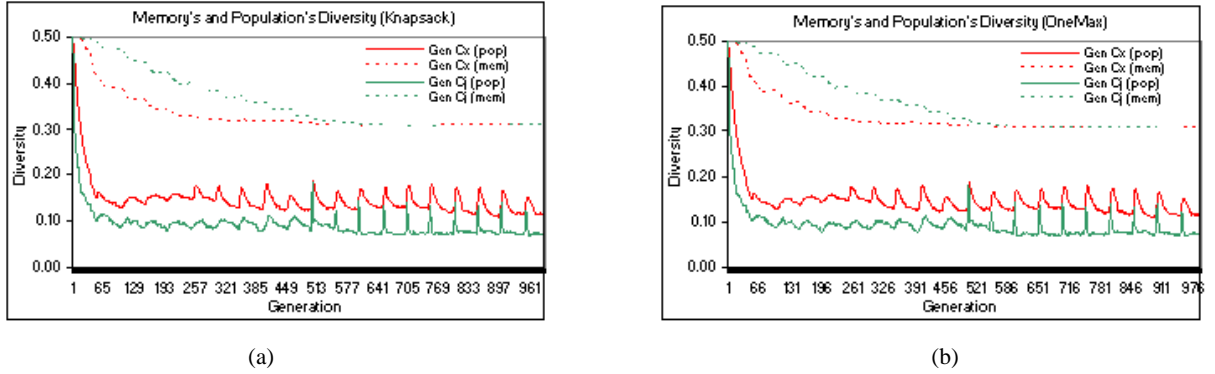 Memory's and Population's Diversity (Knapsack)
0.50
0.40
0.30
0.20
0.10
0.00
Diversity
Gen Cx (pop)
Gen Cx (mem)
Gen Cj (pop)
Gen Cj (mem)
1 65 129 193 257 321 385 449 513 577 641 705 769 833 897 961
Generation
(a)
Memory's and Population's Diversity (OneMax)
0.50
0.40
0.30
0.20
0.10
0.00
Diversity
Gen Cx (pop)
Gen Cx (mem)
Gen Cj (pop)
Gen Cj (mem)
1 66 131 196 261 326 391 456 521 586 651 716 781 846 911 976
Generation
(b)